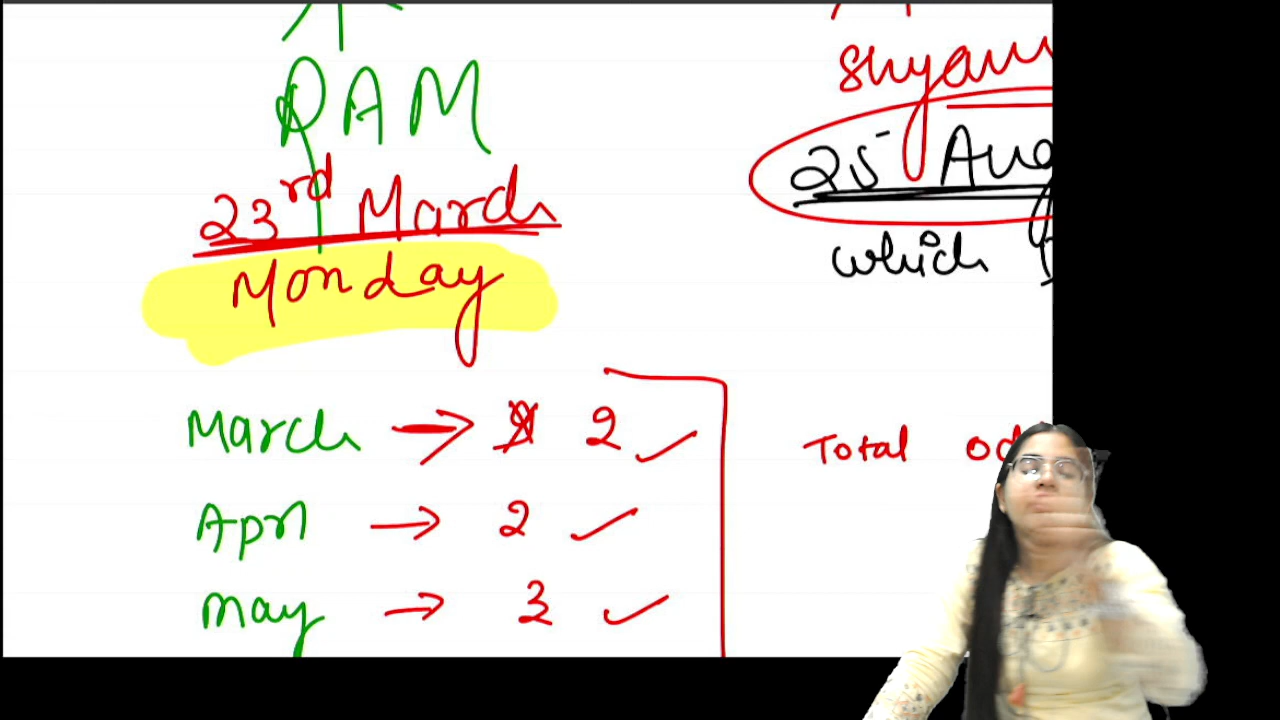 RAM
23rd March
Monday
Shyam
25 Aug
which
March → 2
April → 2
May → 3
Total od